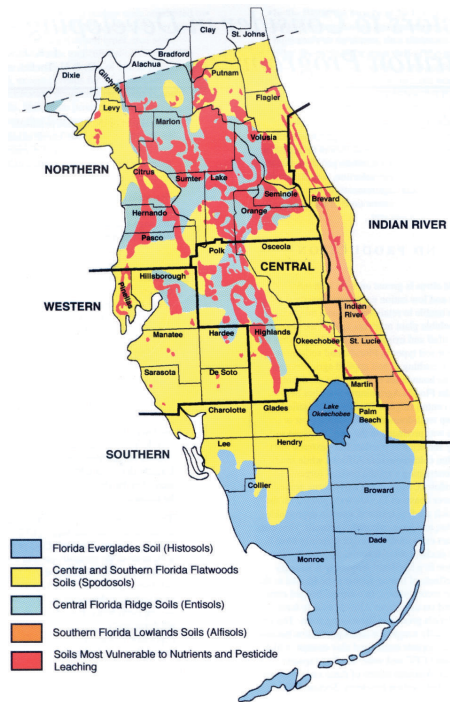 Clay
St. Johns
Bradford
Alachua
Dixie
Gilchrist
Putnam
Levy
Flagler
Marion
Volusia
NORTHERN
Citrus
Sumter
Lake
Seminole
Hernando
Orange
Brevard
Pasco
INDIAN RIVER
Polk
Osceola
CENTRAL
Hillsborough
Pinellas
WESTERN
Indian
River
Manatee
Hardee
Highlands
Okeechobee
St. Lucie
Sarasota
De Soto
Martin
Charolotte
Glades
Lake
Okeechobee
Palm
Beach
SOUTHERN
Lee
Hendry
Collier
Broward
Dade
Monroe
Florida Everglades Soil (Histosols)
Central and Southern Florida Flatwoods
Soils (Spodosols)
Central Florida Ridge Soils (Entisols)
Southern Florida Lowlands Soils (Alfisols)
Soils Most Vulnerable to Nutrients and Pesticide
Leaching